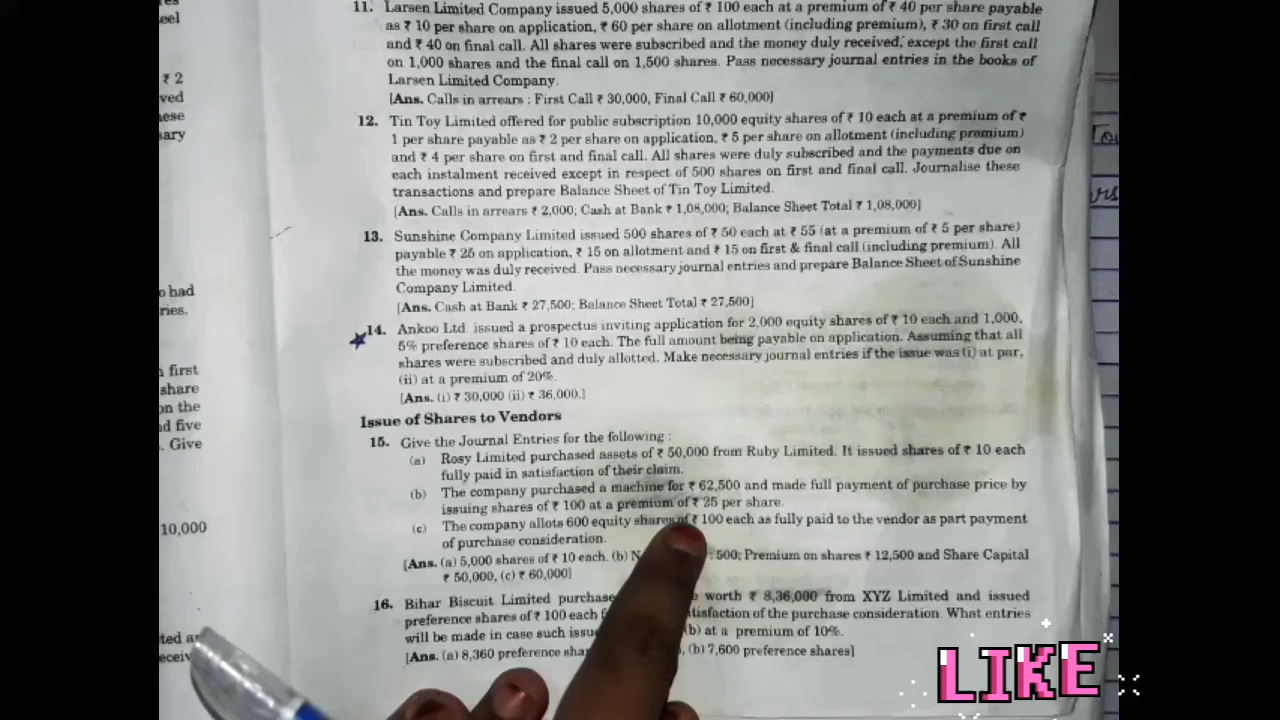 eel
₹ 2
ved
nese
sary
o had
ries.
first
share
on the
nd five
. Give
10,000
11. Larsen Limited Company issued 5,000 shares of ₹ 100 each at a premium of ₹ 40 per share payable
as ₹ 10 per share on application, ₹ 60 per share on allotment (including premium), ₹ 30 on first call
and ₹ 40 on final call. All shares were subscribed and the money duly received, except the first call
on 1,000 shares and the final call on 1,500 shares. Pass necessary journal entries in the books of
Larsen Limited Company.
[Ans. Calls in arrears : First Call ₹ 30,000, Final Call ₹ 60,000]
12. Tin Toy Limited offered for public subscription 10,000 equity shares of ₹ 10 each at a premium of ₹
1 per share payable as ₹ 2 per share on application, ₹ 5 per share on allotment (including premium)
and ₹ 4 per share on first and final call. All shares were duly subscribed and the payments due on
each instalment received except in respect of 500 shares on first and final call. Journalise these
transactions and prepare Balance Sheet of Tin Toy Limited.
[Ans. Calls in arrears ₹ 2,000; Cash at Bank ₹ 1,08,000; Balance Sheet Total ₹ 1,08,000]
13. Sunshine Company Limited issued 500 shares of ₹ 50 each at ₹ 55 (at a premium of ₹ 5 per share)
payable ₹ 25 on application, ₹ 15 on allotment and ₹ 15 on first & final call (including premium). All
the money was duly received. Pass necessary journal entries and prepare Balance Sheet of Sunshine
Company Limited.
[Ans. Cash at Bank ₹ 27,500; Balance Sheet Total ₹ 27,500]
14. Ankoo Ltd. issued a prospectus inviting application for 2,000 equity shares of ₹ 10 each and 1,000,
5% preference shares of ₹ 10 each. The full amount being payable on application. Assuming that all
shares were subscribed and duly allotted. Make necessary journal entries if the issue was (i) at par,
(ii) at a premium of 20%.
[Ans. (i) ₹ 30,000 (ii) ₹ 36,000.]
Issue of Shares to Vendors
15. Give the Journal Entries for the following :
(a) Rosy Limited purchased assets of ₹ 50,000 from Ruby Limited. It issued shares of ₹ 10 each
fully paid in satisfaction of their claim.
(b) The company purchased a machine for ₹ 62,500 and made full payment of purchase price by
issuing shares of ₹ 100 at a premium of ₹ 25 per share.
(c) The company allots 600 equity shares of ₹ 100 each as fully paid to the vendor as part payment
of purchase consideration.
[Ans. (a) 5,000 shares of ₹ 10 each. (b) N 500; Premium on shares ₹ 12,500 and Share Capital
₹ 50,000, (c) ₹ 60,000]
16. Bihar Biscuit Limited purchase worth ₹ 8,36,000 from XYZ Limited and issued
preference shares of ₹ 100 each f tisfaction of the purchase consideration. What entries
will be made in case such issu (b) at a premium of 10%.
[Ans. (a) 8,360 preference shar , (b) 7,600 preference shares]
LIKE